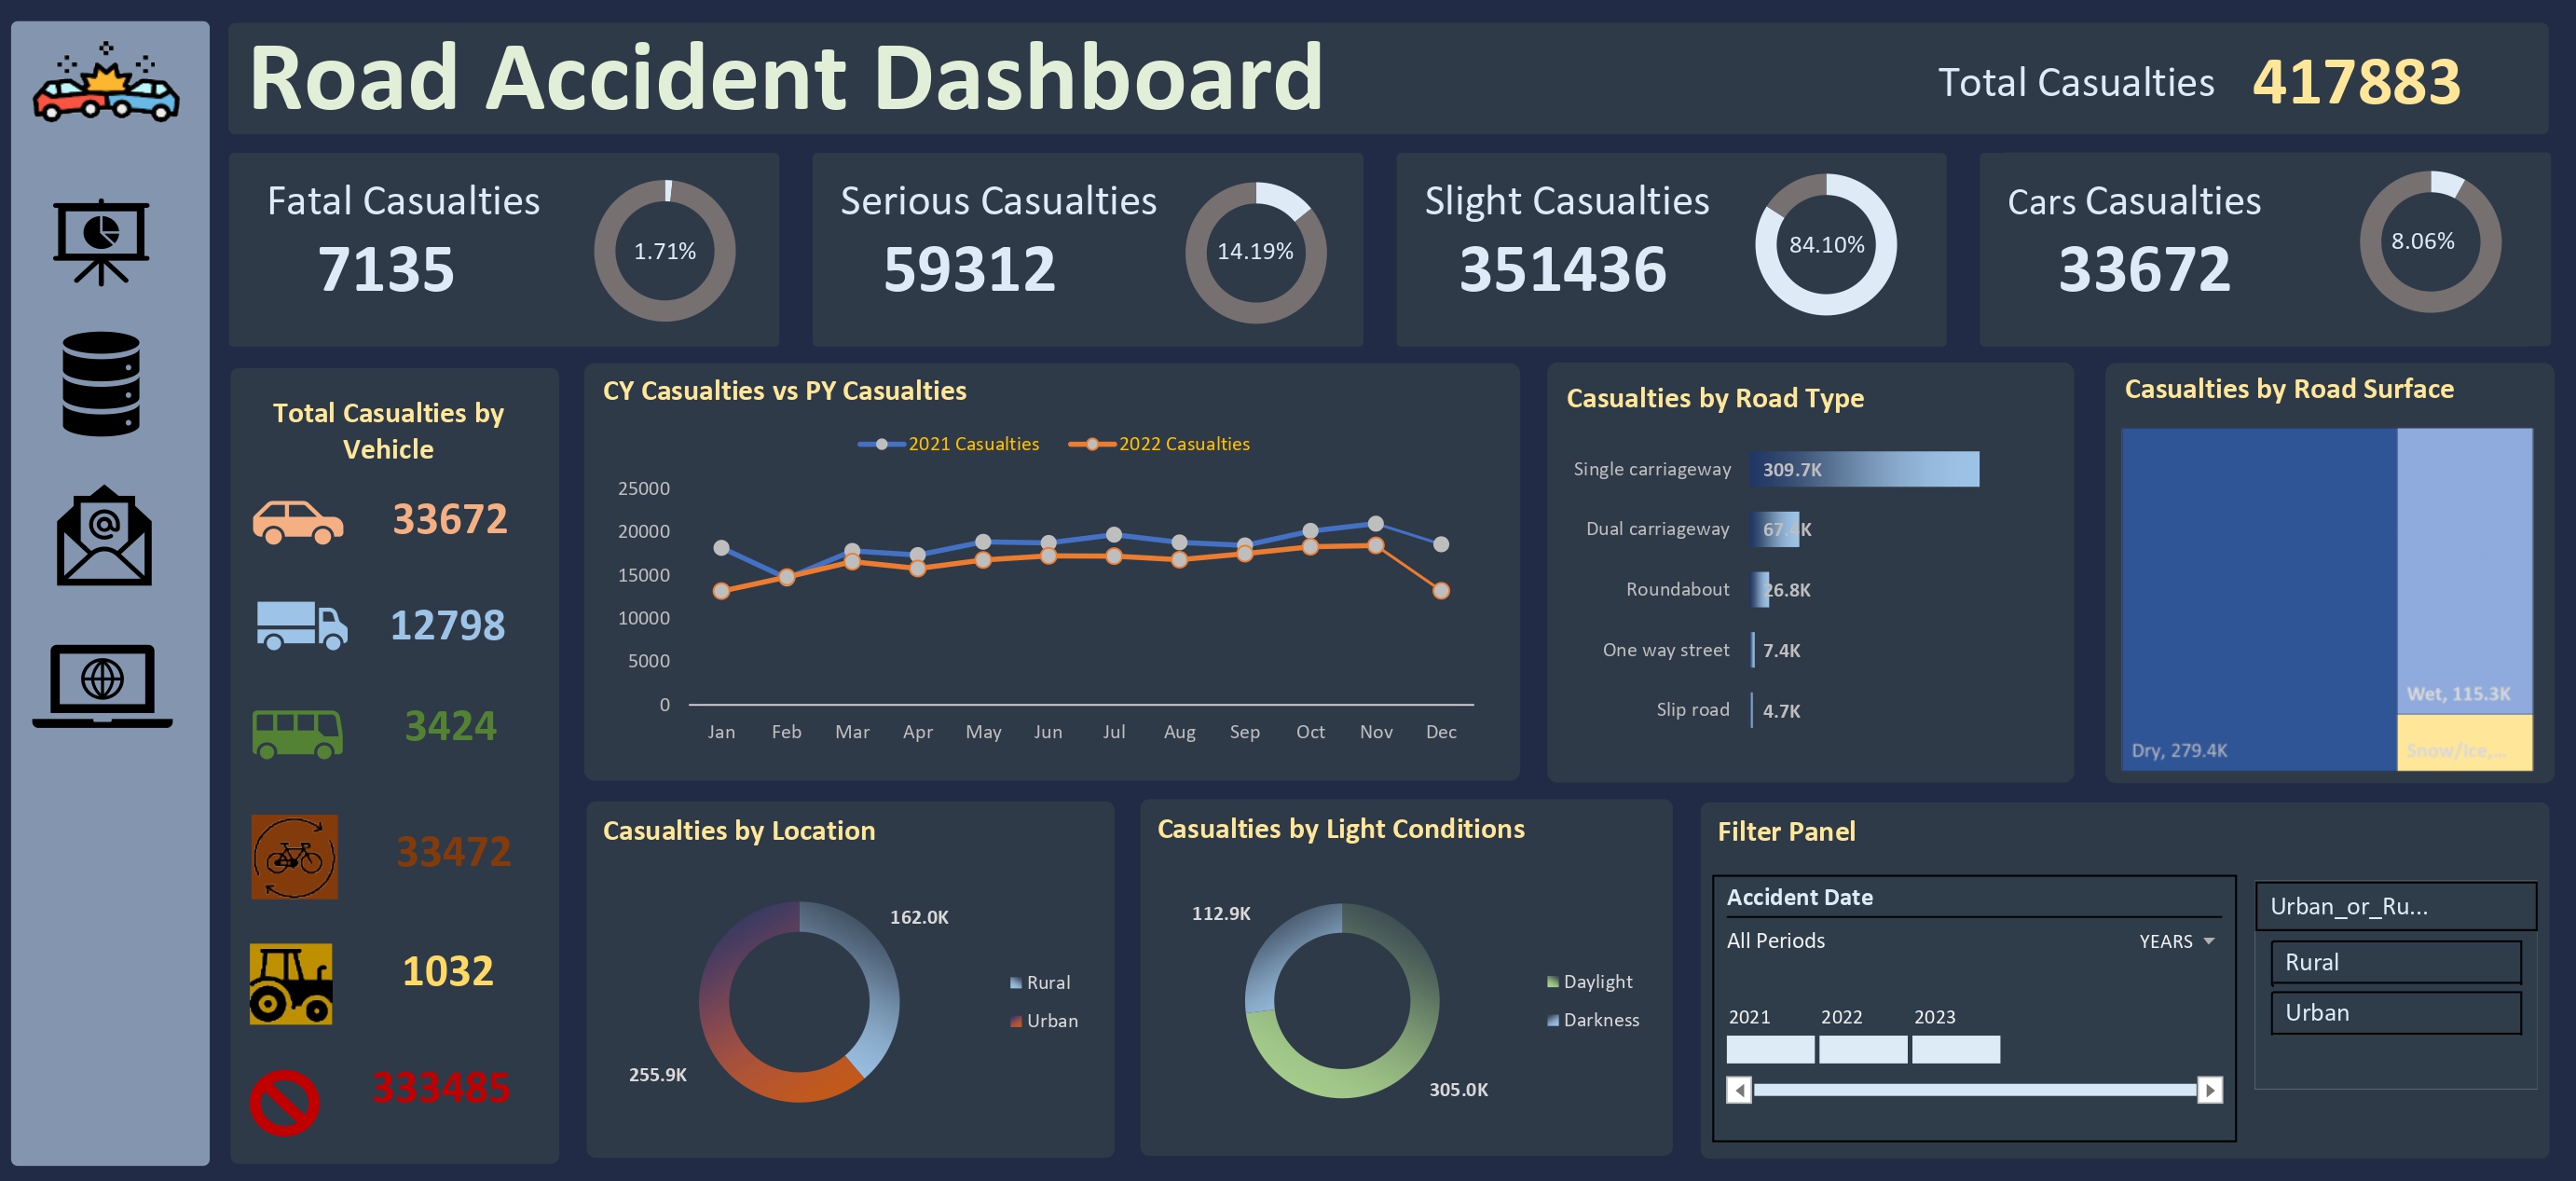 Road Accident Dashboard
Total Casualties 417883
Fatal Casualties
7135
1.71%
Serious Casualties
59312
14.19%
Slight Casualties
351436
84.10%
Cars Casualties
33672
8.06%
Total Casualties by
Vehicle
33672
12798
3424
33472
1032
333485
CY Casualties vs PY Casualties
2021 Casualties 2022 Casualties
25000
20000
15000
10000
5000
0
Jan Feb Mar Apr May Jun Jul Aug Sep Oct Nov Dec
Casualties by Road Type
Single carriageway 309.7K
Dual carriageway 67.4K
Roundabout 26.8K
One way street 7.4K
Slip road 4.7K
Casualties by Road Surface
Wet, 115.3K
Dry, 279.4K
Snow/Ice,...
Casualties by Location
162.0K
Rural
Urban
255.9K
Casualties by Light Conditions
112.9K
Daylight
Darkness
305.0K
Filter Panel
Accident Date
All Periods YEARS
2021 2022 2023
Urban_or_Ru...
Rural
Urban